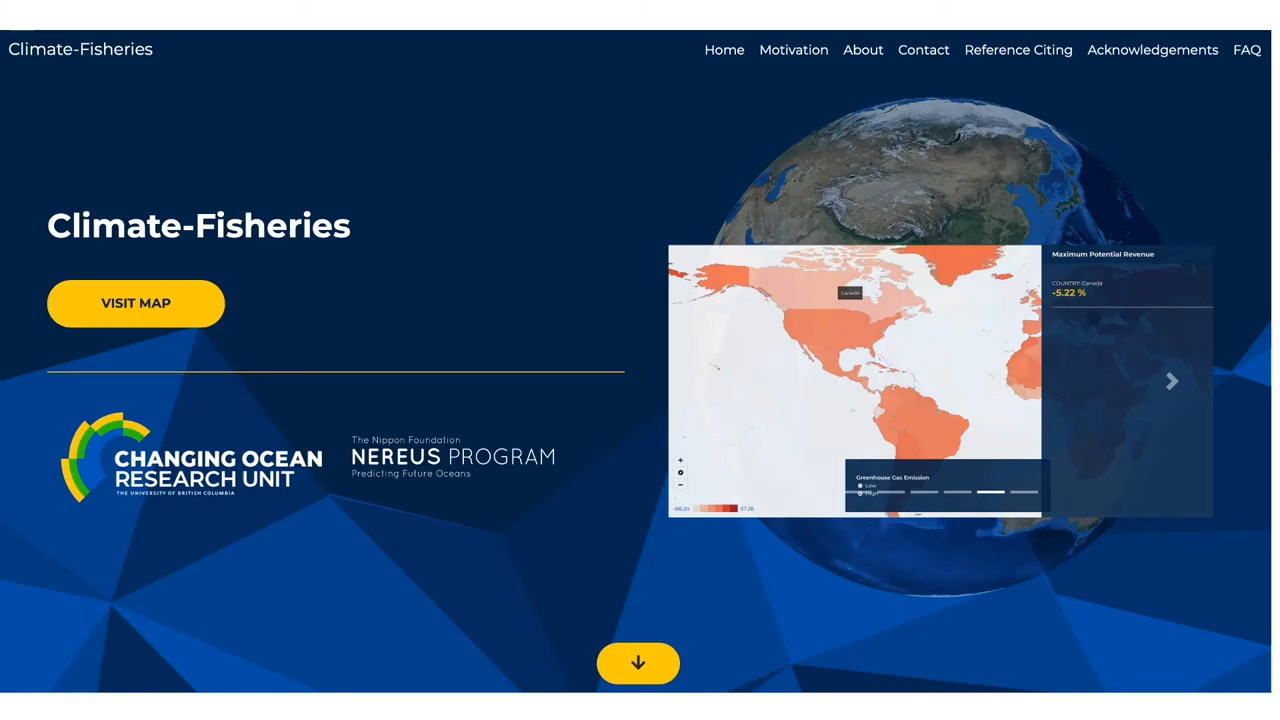 Climate-Fisheries
Home Motivation About Contact Reference Citing Acknowledgements FAQ
Climate-Fisheries
VISIT MAP
CHANGING OCEAN
RESEARCH UNIT
THE UNIVERSITY OF BRITISH COLUMBIA
The Nippon Foundation
NEREUS PROGRAM
Predicting Future Oceans
Maximum Potential Revenue
COUNTRY: Canada
-5.22 %
Canada
Greenhouse Gas Emission
Low
High
-66.24
57.26